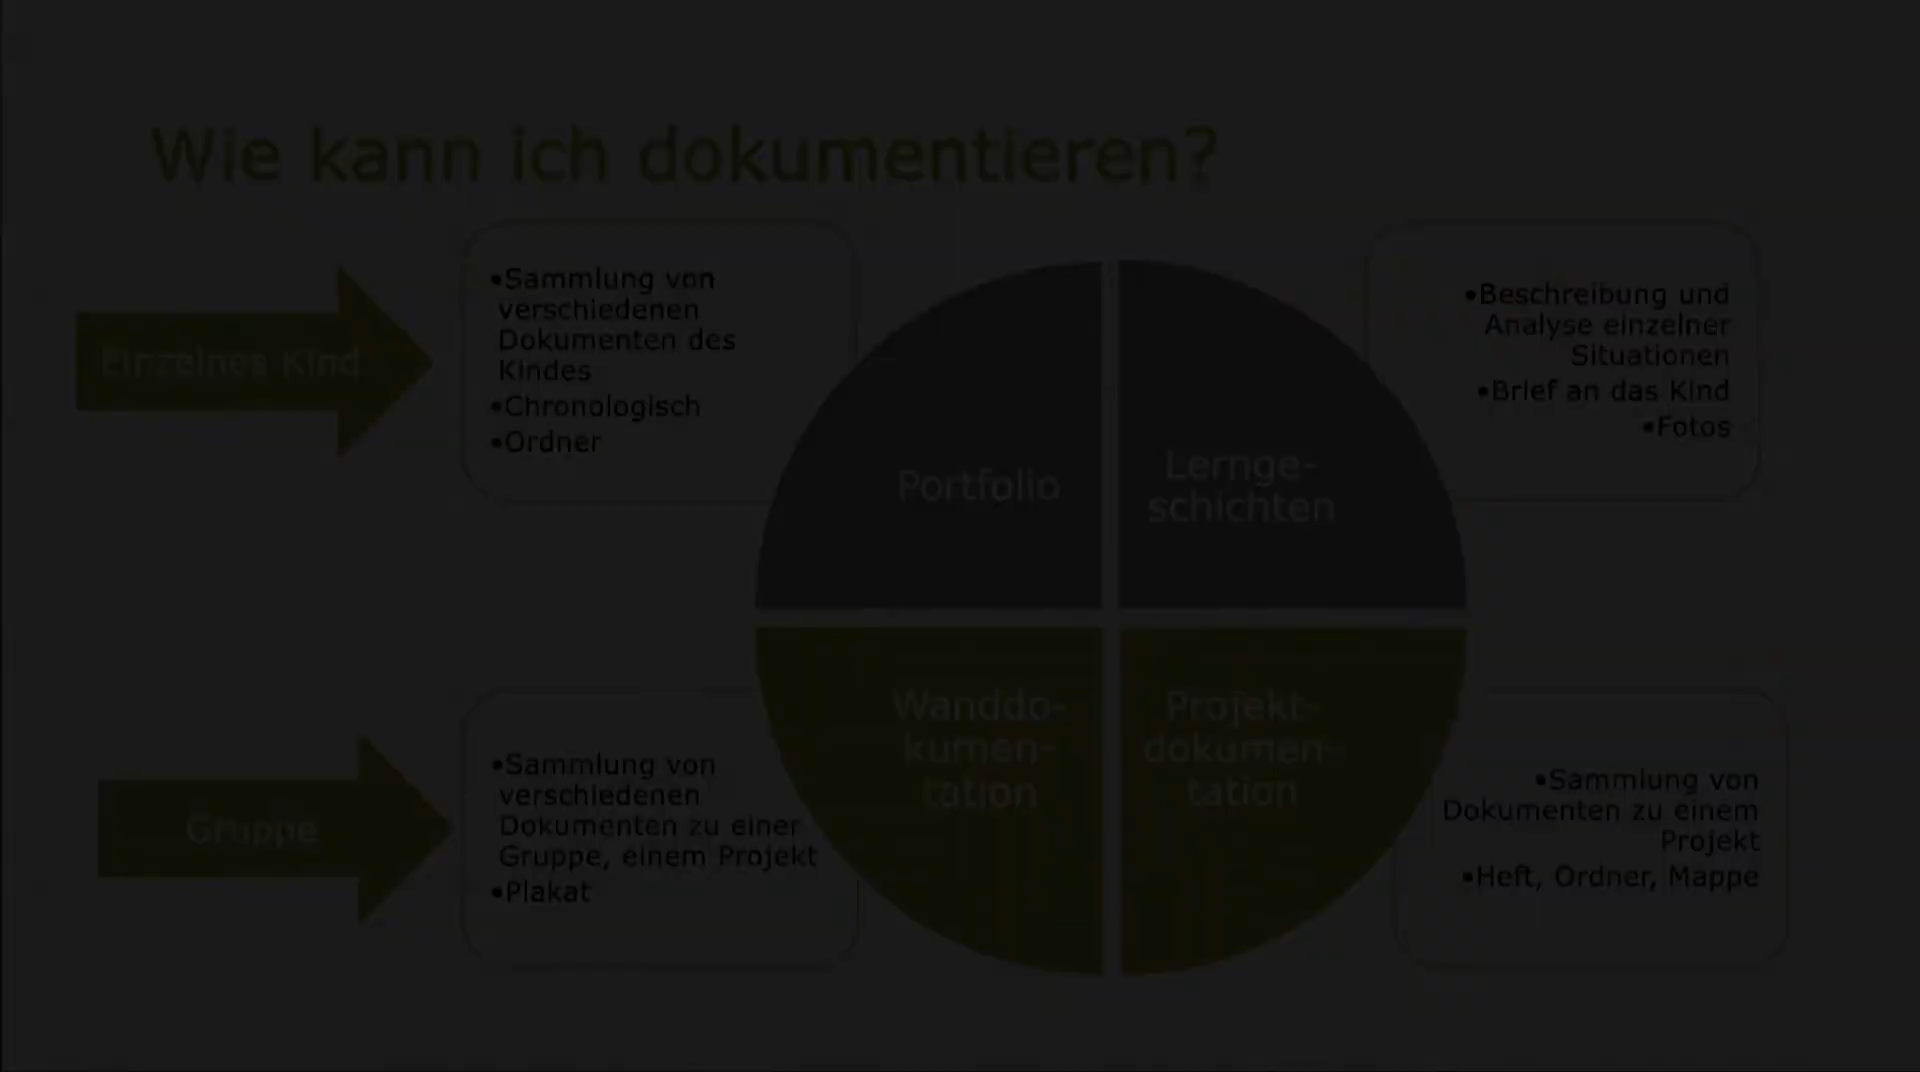 Wie kann ich dokumentieren?
Einzelnes Kind
•Sammlung von
verschiedenen
Dokumenten des
Kindes
•Chronologisch
•Ordner
Portfolio
Lernge-
schichten
•Beschreibung und
Analyse einzelner
Situationen
•Brief an das Kind
•Fotos
Gruppe
•Sammlung von
verschiedenen
Dokumenten zu einer
Gruppe, einem Projekt
•Plakat
Wanddo-
kumen-
tation
Projekt-
dokumen-
tation
•Sammlung von
Dokumenten zu einem
Projekt
•Heft, Ordner, Mappe